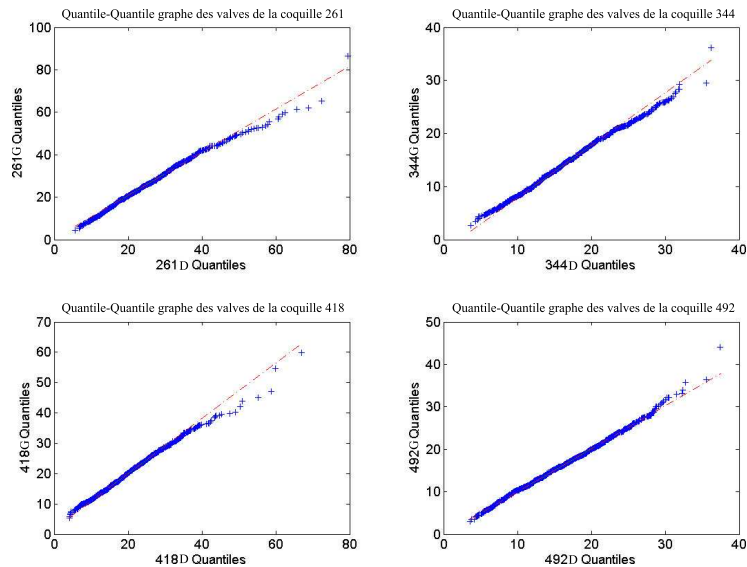 Quantile-Quantile graphe des valves de la coquille 261
100
80
60
40
20
0
261G Quantiles
0 20 40 60 80
261D Quantiles
Quantile-Quantile graphe des valves de la coquille 344
40
30
20
10
0
344G Quantiles
0 10 20 30 40
344D Quantiles
Quantile-Quantile graphe des valves de la coquille 418
70
60
50
40
30
20
10
0
418G Quantiles
0 20 40 60 80
418D Quantiles
Quantile-Quantile graphe des valves de la coquille 492
50
40
30
20
10
0
492G Quantiles
0 10 20 30 40
492D Quantiles